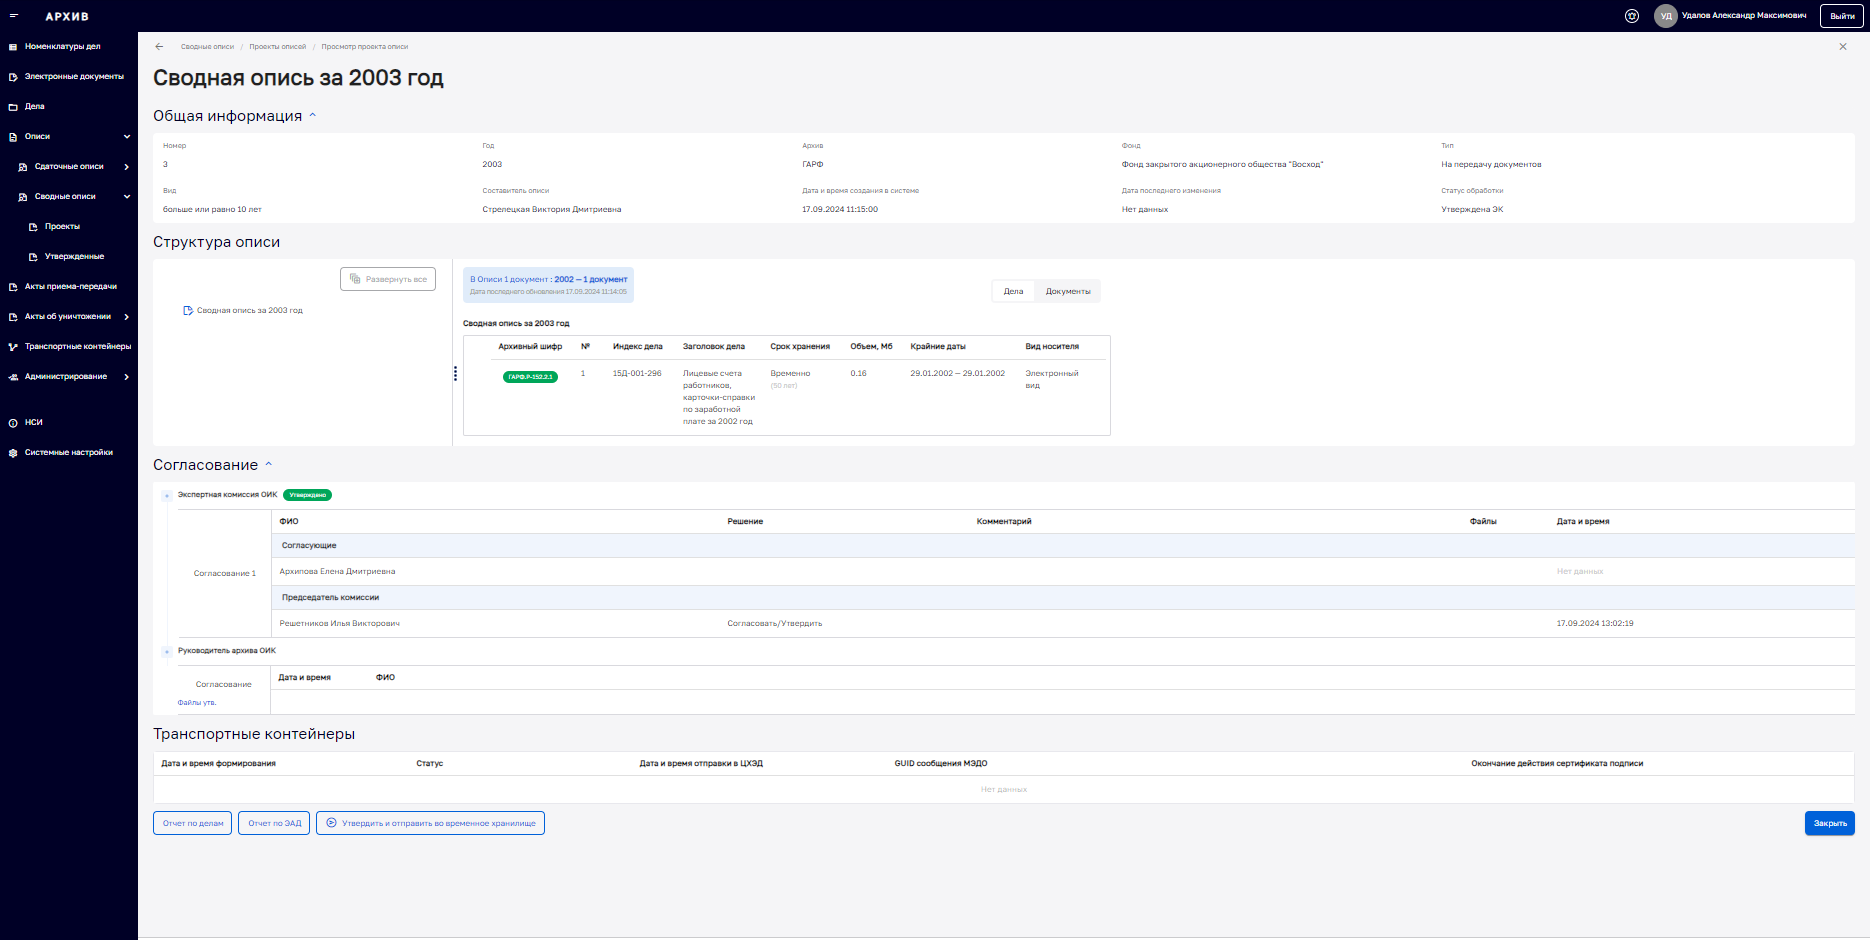 АРХИВ
УД Удалов Александр Максимович Выйти
Номенклатуры дел
Электронные документы
Дела
Описи
Сдаточные описи
Сводные описи
Проекты
Утвержденные
Акты приема-передачи
Акты об уничтожении
Транспортные контейнеры
Администрирование
НСИ
Системные настройки
Сводные описи / Проекты описей / Просмотр проекта описи
Сводная опись за 2003 год
Общая информация
Номер Год Архив Фонд Тип
3 2003 ГАРФ Фонд закрытого акционерного общества "Восход" На передачу документов
Вид Составитель описи Дата и время создания в системе Дата последнего изменения Статус обработки
больше или равно 10 лет Стрелецкая Виктория Дмитриевна 17.09.2024 11:15:00 Нет данных Утверждена ЭК
Структура описи
Развернуть все
Сводная опись за 2003 год
В Описи 1 документ : 2002 — 1 документ
Дата последнего обновления 17.09.2024 11:14:05
Дела Документы
Сводная опись за 2003 год
Архивный шифр № Индекс дела Заголовок дела Срок хранения Объем, Мб Крайние даты Вид носителя
ГАРФ.Р-152.2.1 1 15Д-001-296 Лицевые счета Временно 0.16 29.01.2002 — 29.01.2002 Электронный
работников, (50 лет) вид
карточки-справки
по заработной
плате за 2002 год
Согласование
Экспертная комиссия ОИК Утверждено
ФИО Решение Комментарий Файлы Дата и время
Согласующие
Согласование 1
Архипова Елена Дмитриевна Нет данных
Председатель комиссии
Решетников Илья Викторович Согласовать/Утвердить 17.09.2024 13:02:19
Руководитель архива ОИК
Согласование Дата и время ФИО
Файлы утв.
Транспортные контейнеры
Дата и время формирования Статус Дата и время отправки в ЦХЭД GUID сообщения МЭДО Окончание действия сертификата подписи
Нет данных
Отчет по делам Отчет по ЭАД Утвердить и отправить во временное хранилище Закрыть